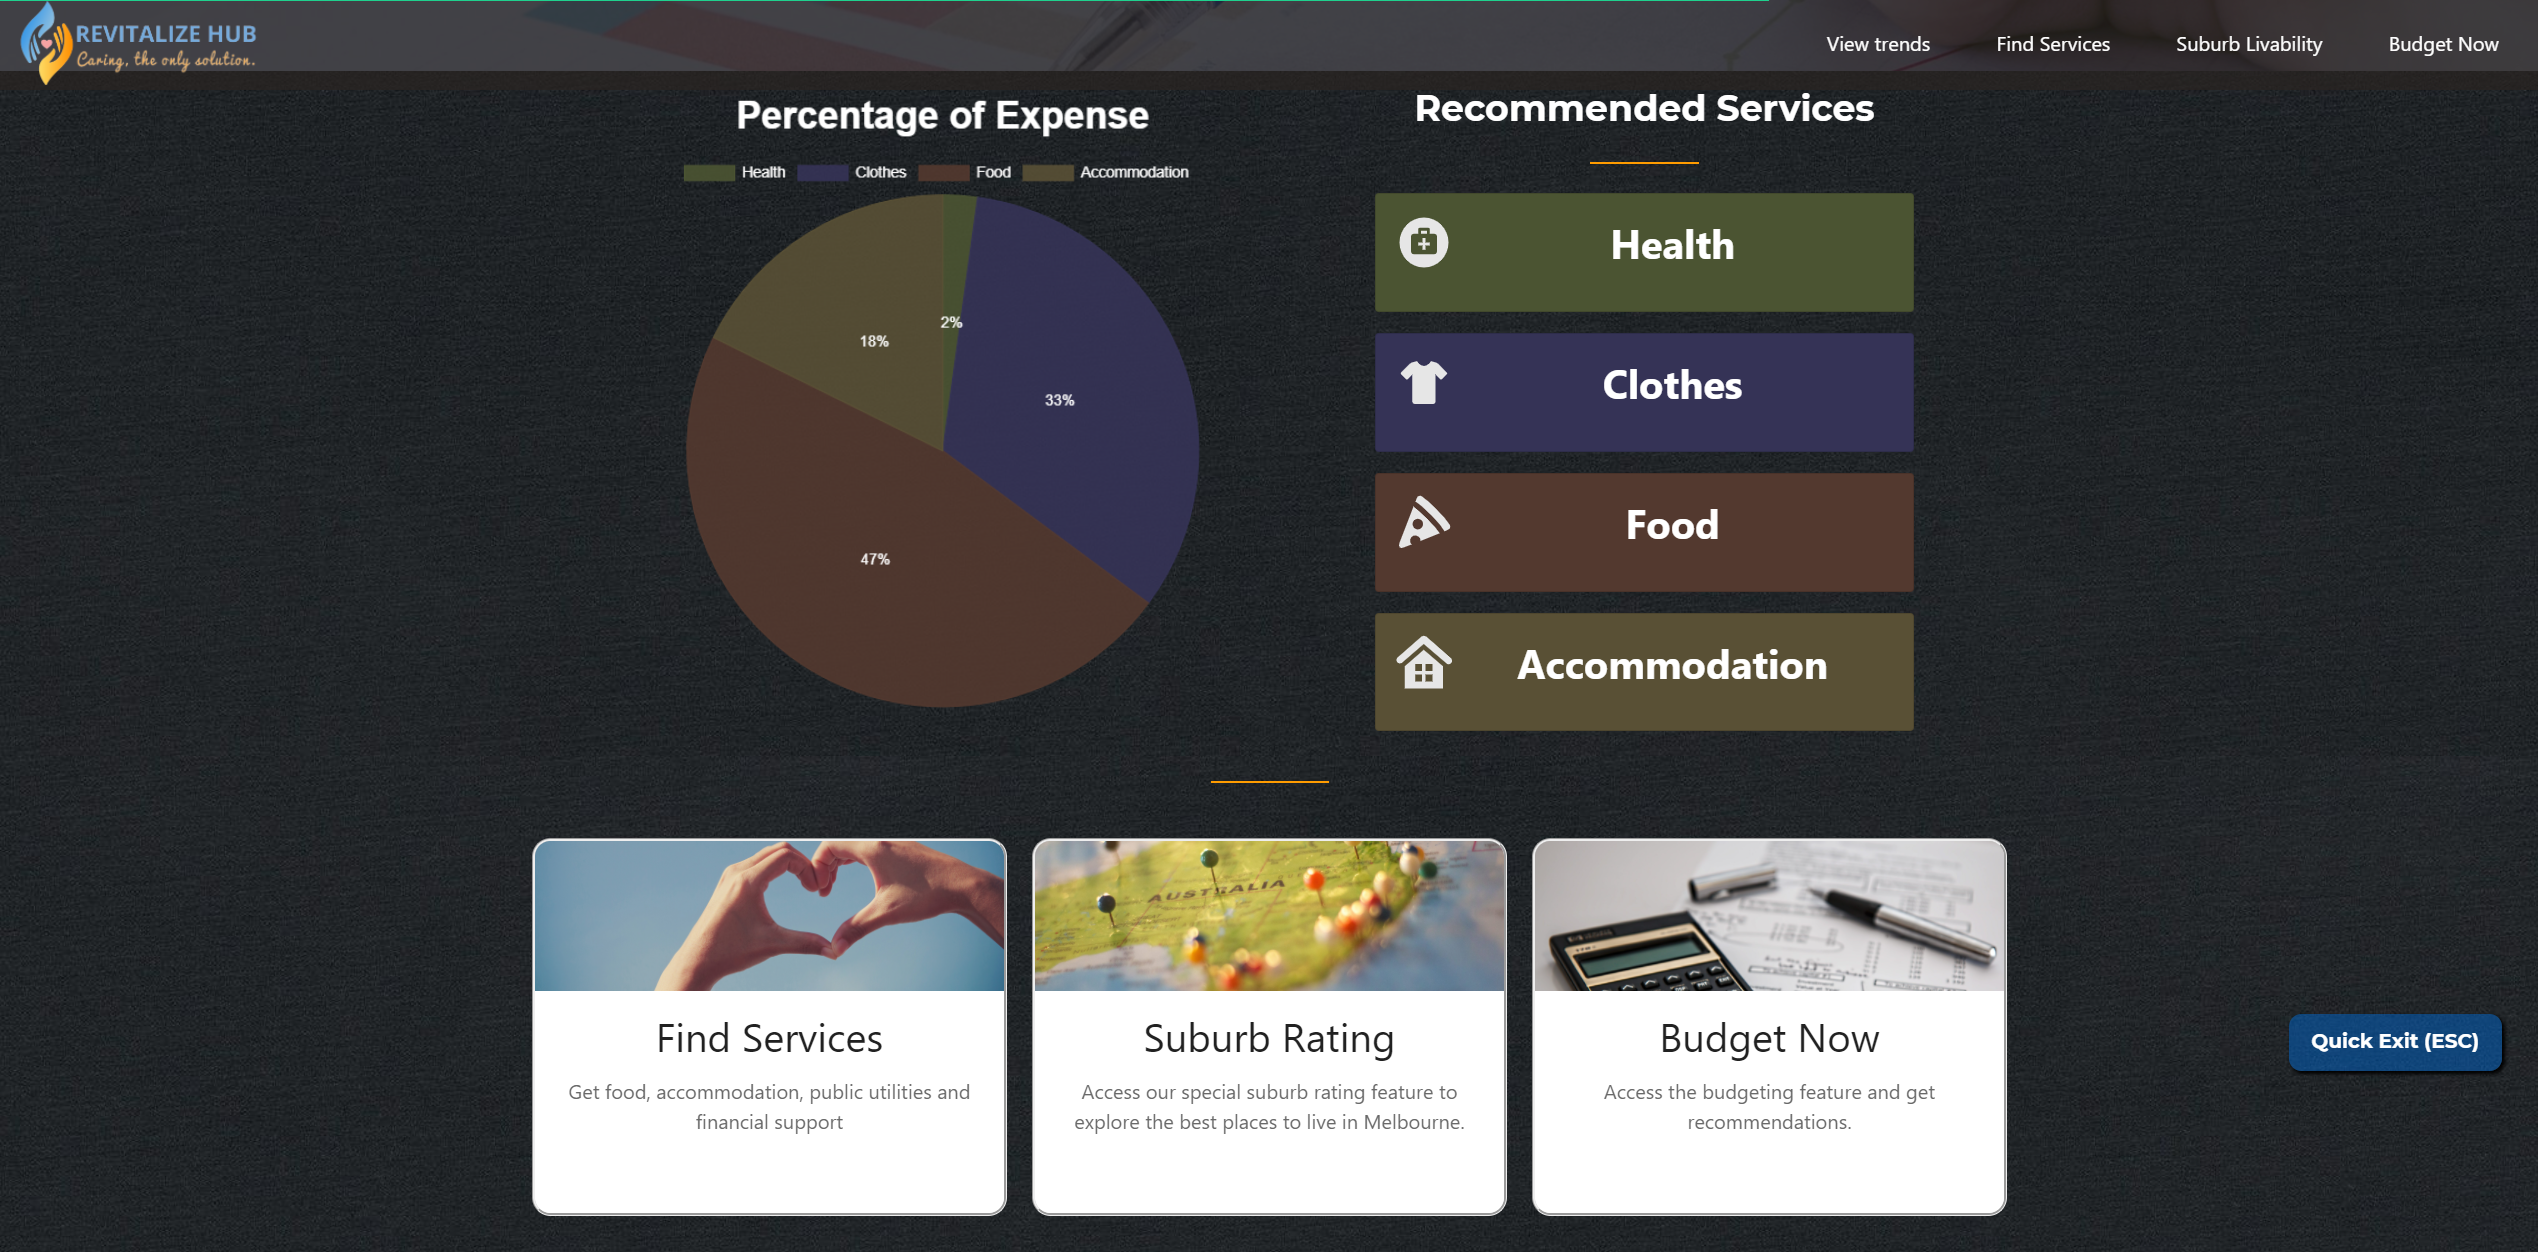 REVITALIZE HUB
Caring, the only solution.
View trends
Find Services
Suburb Livability
Budget Now
Percentage of Expense
Health
Clothes
Food
Accommodation
2%
18%
33%
47%
Recommended Services
Health
Clothes
Food
Accommodation
AUSTRALIA
Find Services
Get food, accommodation, public utilities and
financial support
Suburb Rating
Access our special suburb rating feature to
explore the best places to live in Melbourne.
Budget Now
Access the budgeting feature and get
recommendations.
Quick Exit (ESC)